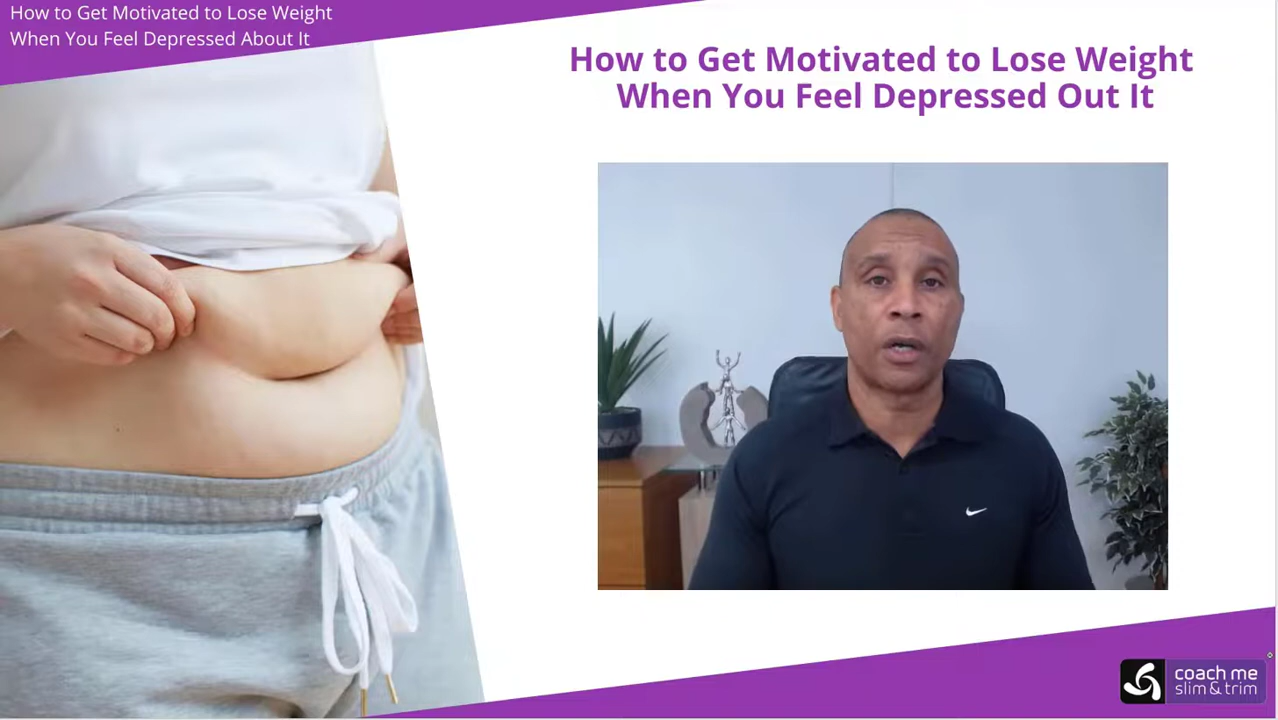 How to Get Motivated to Lose Weight
When You Feel Depressed About It
How to Get Motivated to Lose Weight
When You Feel Depressed Out It
coach me
slim & trim